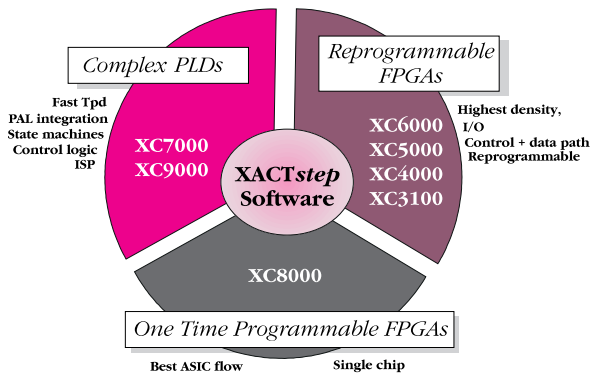 Complex PLDs
Fast Tpd
PAL integration
State machines
Control logic
ISP
XC7000
XC9000
Reprogrammable
FPGAs
XC6000
XC5000
XC4000
XC3100
Highest density,
I/O
Control + data path
Reprogrammable
XACTstep
Software
XC8000
One Time Programmable FPGAs
Best ASIC flow
Single chip